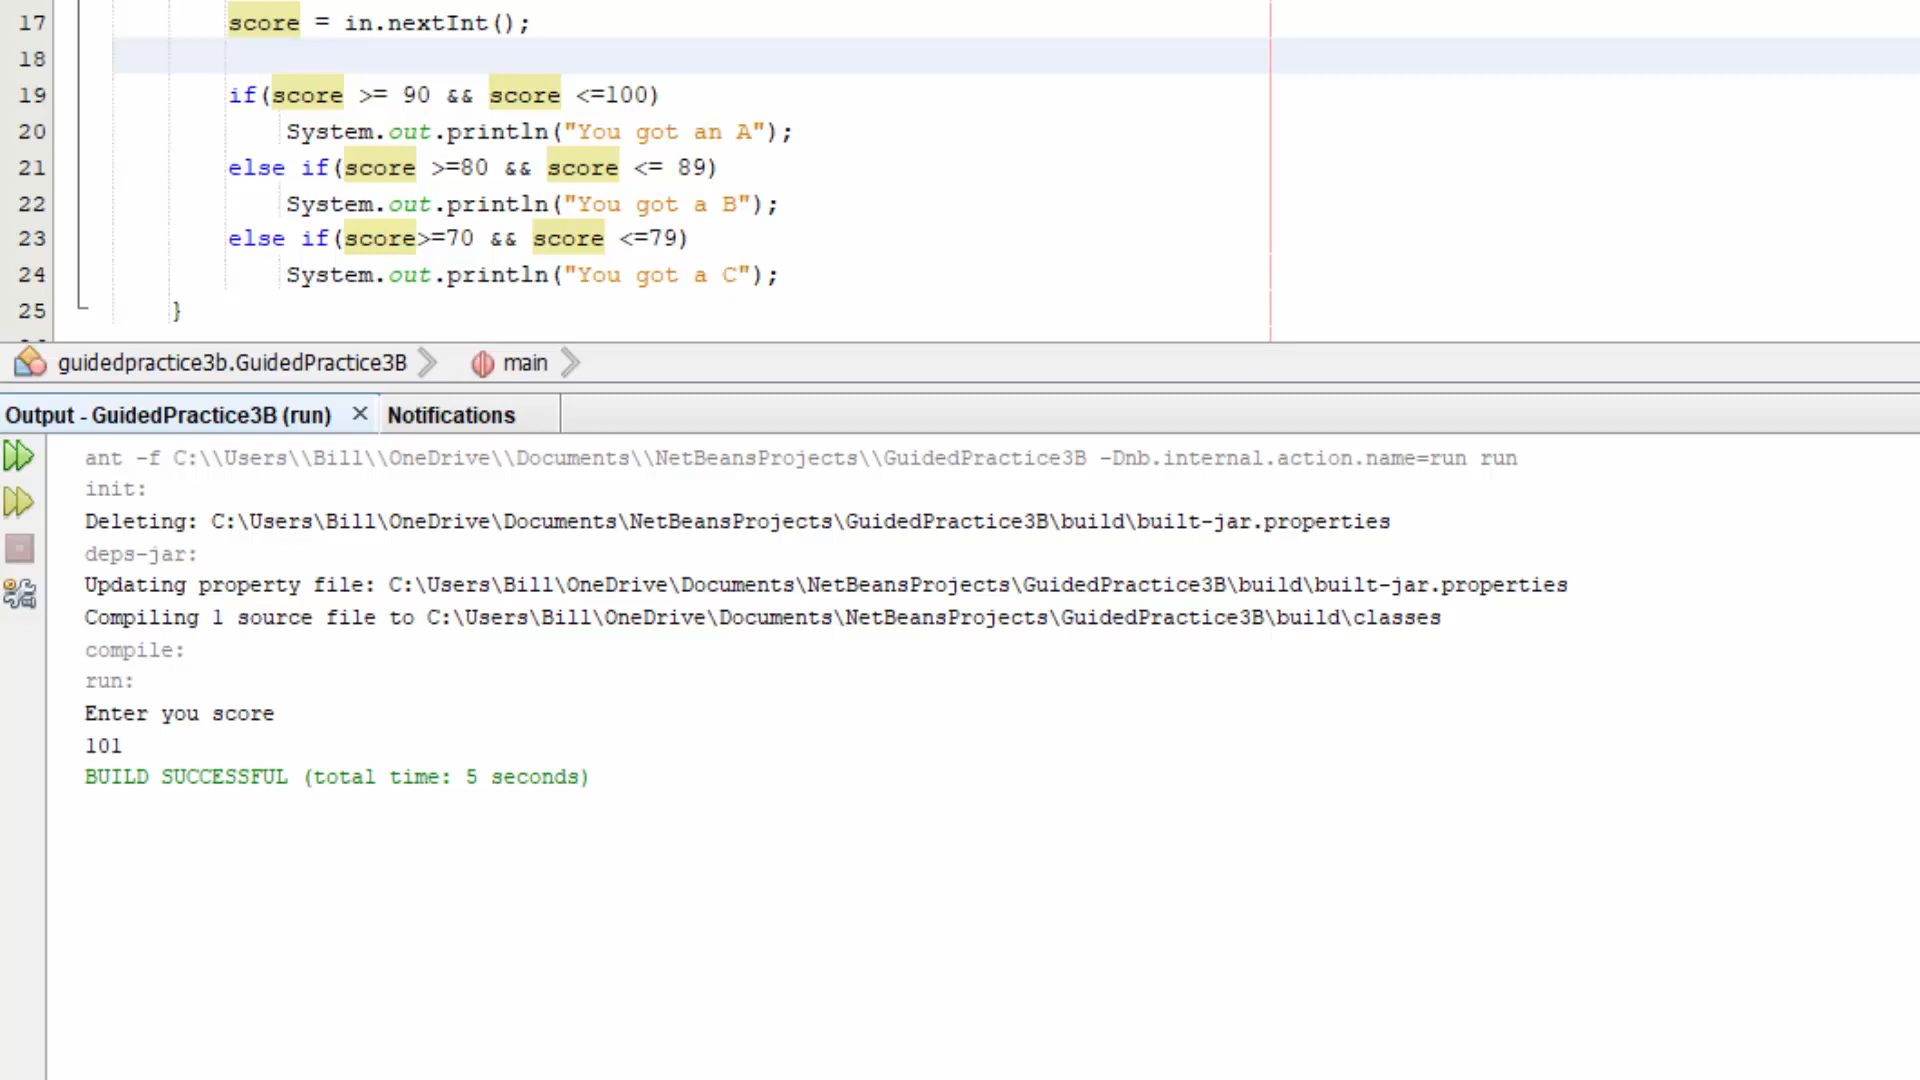 17 score = in.nextInt();
18
19 if(score >= 90 && score <=100)
20 System.out.println("You got an A");
21 else if(score >=80 && score <= 89)
22 System.out.println("You got a B");
23 else if(score>=70 && score <=79)
24 System.out.println("You got a C");
25 }
guidedpractice3b.GuidedPractice3B main
Output - GuidedPractice3B (run) × Notifications
ant -f C:\\Users\\Bill\\OneDrive\\Documents\\NetBeansProjects\\GuidedPractice3B -Dnb.internal.action.name=run run
init:
Deleting: C:\Users\Bill\OneDrive\Documents\NetBeansProjects\GuidedPractice3B\build\built-jar.properties
deps-jar:
Updating property file: C:\Users\Bill\OneDrive\Documents\NetBeansProjects\GuidedPractice3B\build\built-jar.properties
Compiling 1 source file to C:\Users\Bill\OneDrive\Documents\NetBeansProjects\GuidedPractice3B\build\classes
compile:
run:
Enter you score
101
BUILD SUCCESSFUL (total time: 5 seconds)